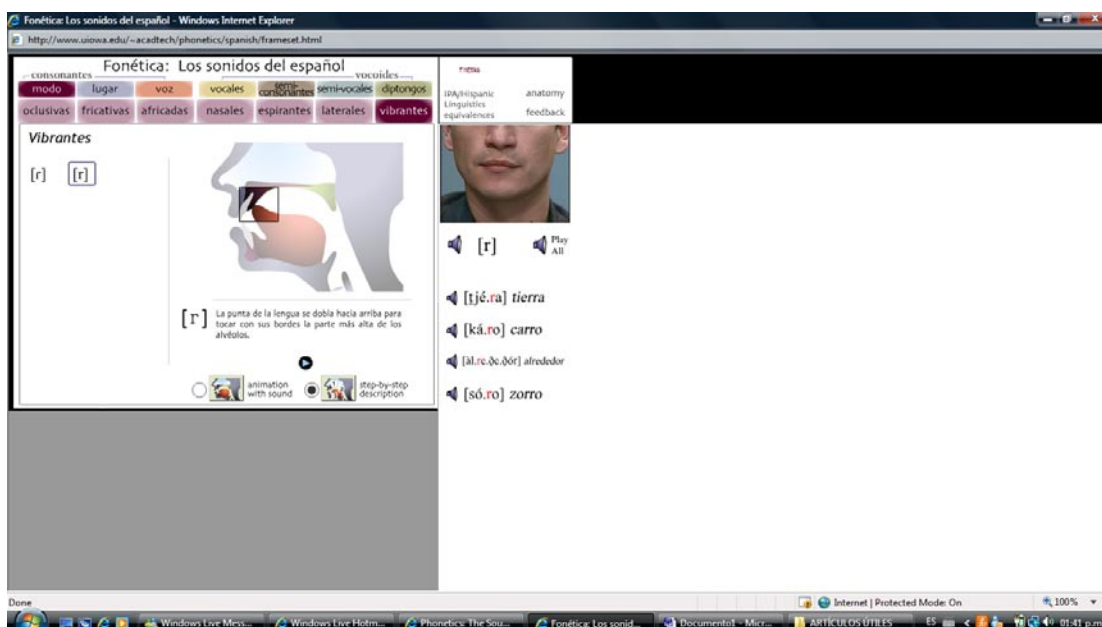 Fonética: Los sonidos del español - Windows Internet Explorer
http://www.uiowa.edu/~acadtech/phonetics/spanish/frameset.html
Fonética: Los sonidos del español
consonantes
vocoides
modo lugar voz vocales semi-consonantes semi-vocales diptongos
oclusivas fricativas africadas nasales espirantes laterales vibrantes
IPA/Hispanic
Linguistics
equivalences
anatomy
feedback
Vibrantes
[ɾ] [r]
[r]
La punta de la lengua se dobla hacia arriba para
tocar con sus bordes la parte más alta de los
alvéolos.
animation
with sound
step-by-step
description
[r]
Play
All
[t̪jé.ra] tierra
[ká.ro] carro
alrededor
[só.ro] zorro
Done
Internet | Protected Mode: On
100%
Windows Live Mess...
Windows Live Hotm...
Phonetics: The Sou...
Fonética: Los sonid...
Documento1 - Micr...
ARTÍCULOS ÚTILES
ES
01:41 p.m.